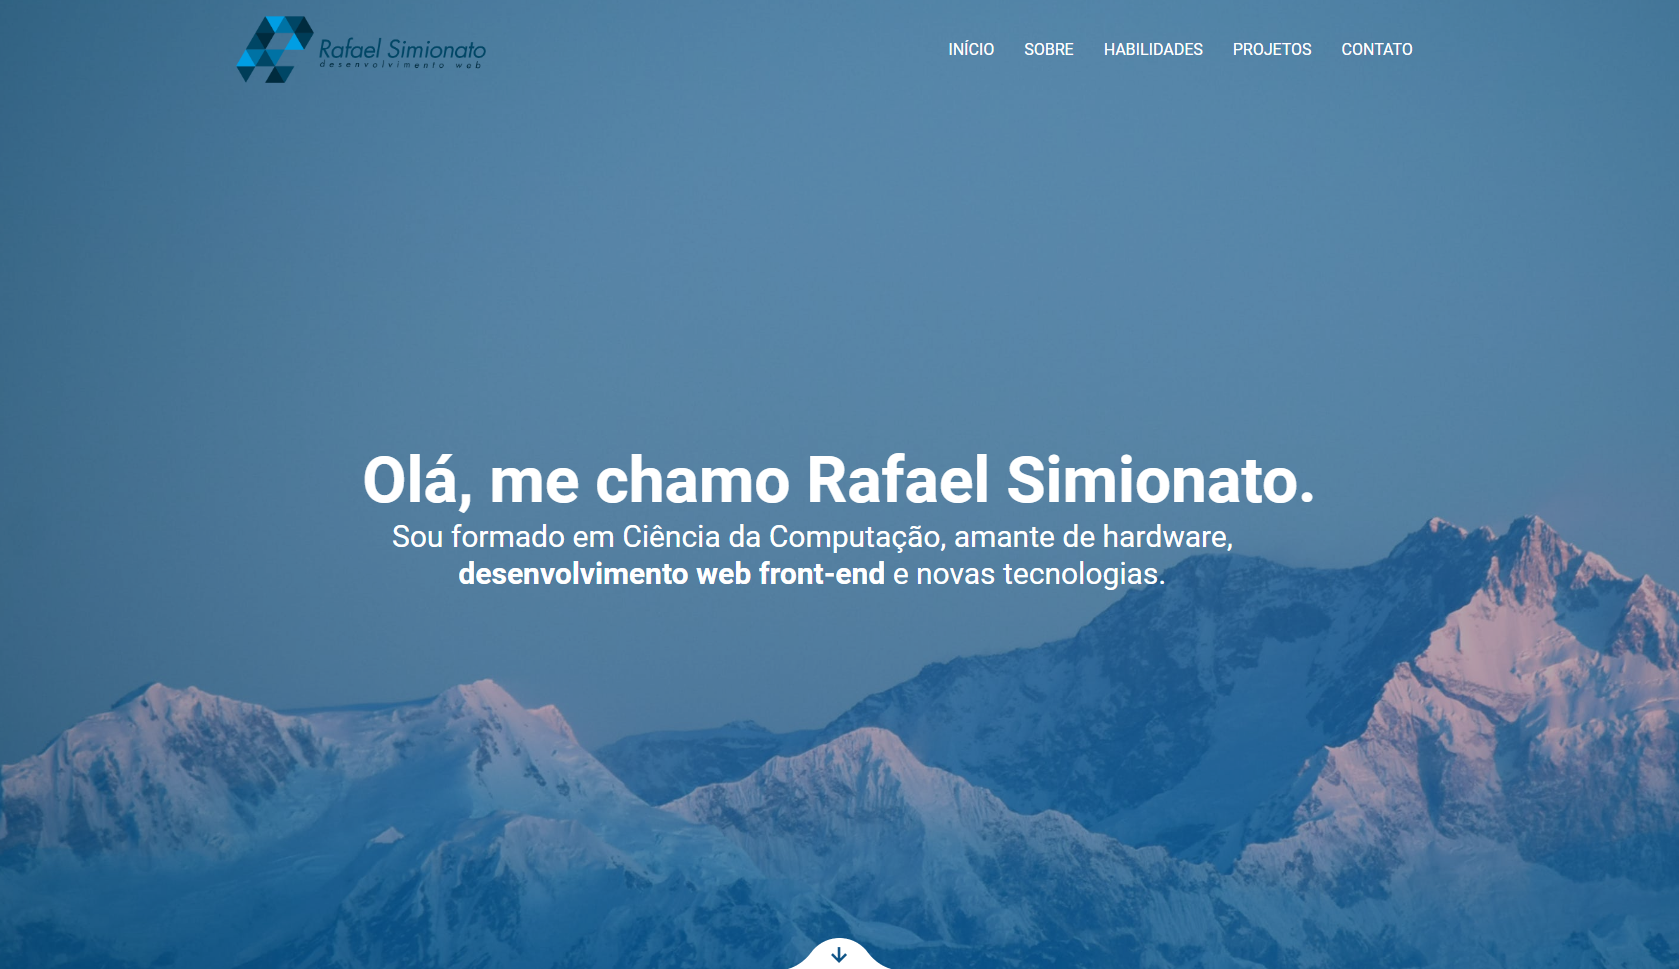 Rafael Simionato
desenvolvimento web
INÍCIO SOBRE HABILIDADES PROJETOS CONTATO
Olá, me chamo Rafael Simionato.
Sou formado em Ciência da Computação, amante de hardware,
desenvolvimento web front-end e novas tecnologias.